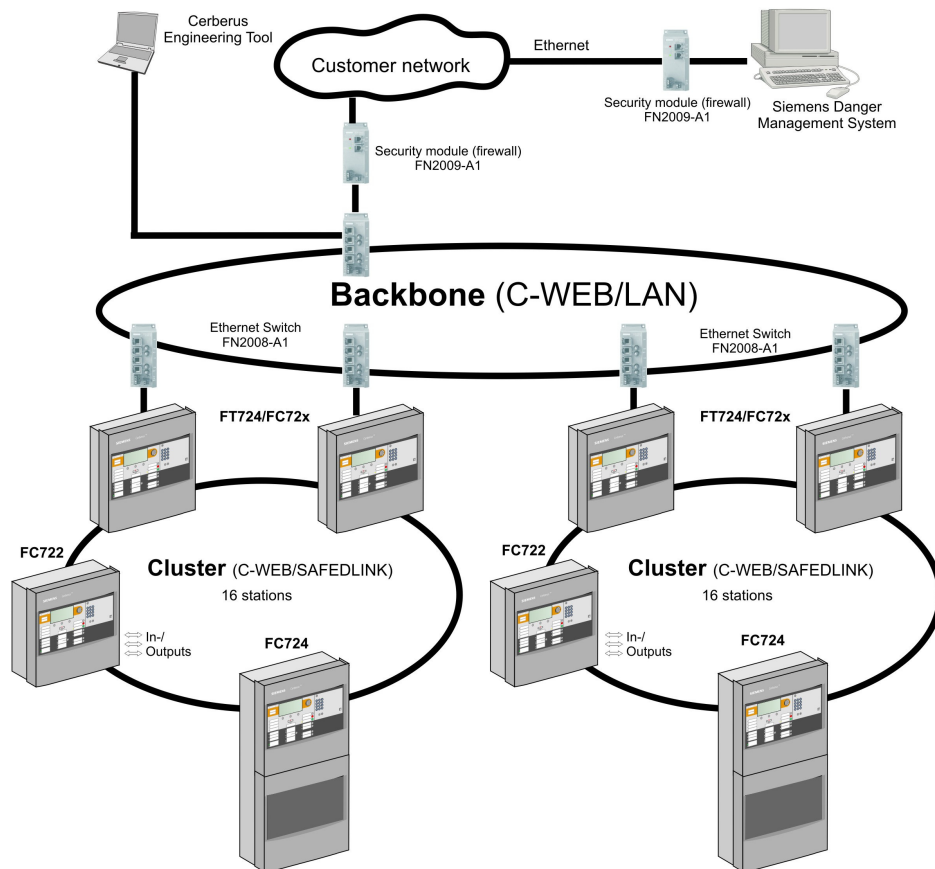 Cerberus
Engineering Tool
Customer network
Ethernet
Security module (firewall)
FN2009-A1
Siemens Danger
Management System
Security module (firewall)
FN2009-A1
Backbone (C-WEB/LAN)
Ethernet Switch
FN2008-A1
Ethernet Switch
FN2008-A1
FT724/FC72x
FT724/FC72x
FC722
Cluster (C-WEB/SAFEDLINK)
16 stations
In-/
Outputs
FC724
FC722
Cluster (C-WEB/SAFEDLINK)
16 stations
In-/
Outputs
FC724